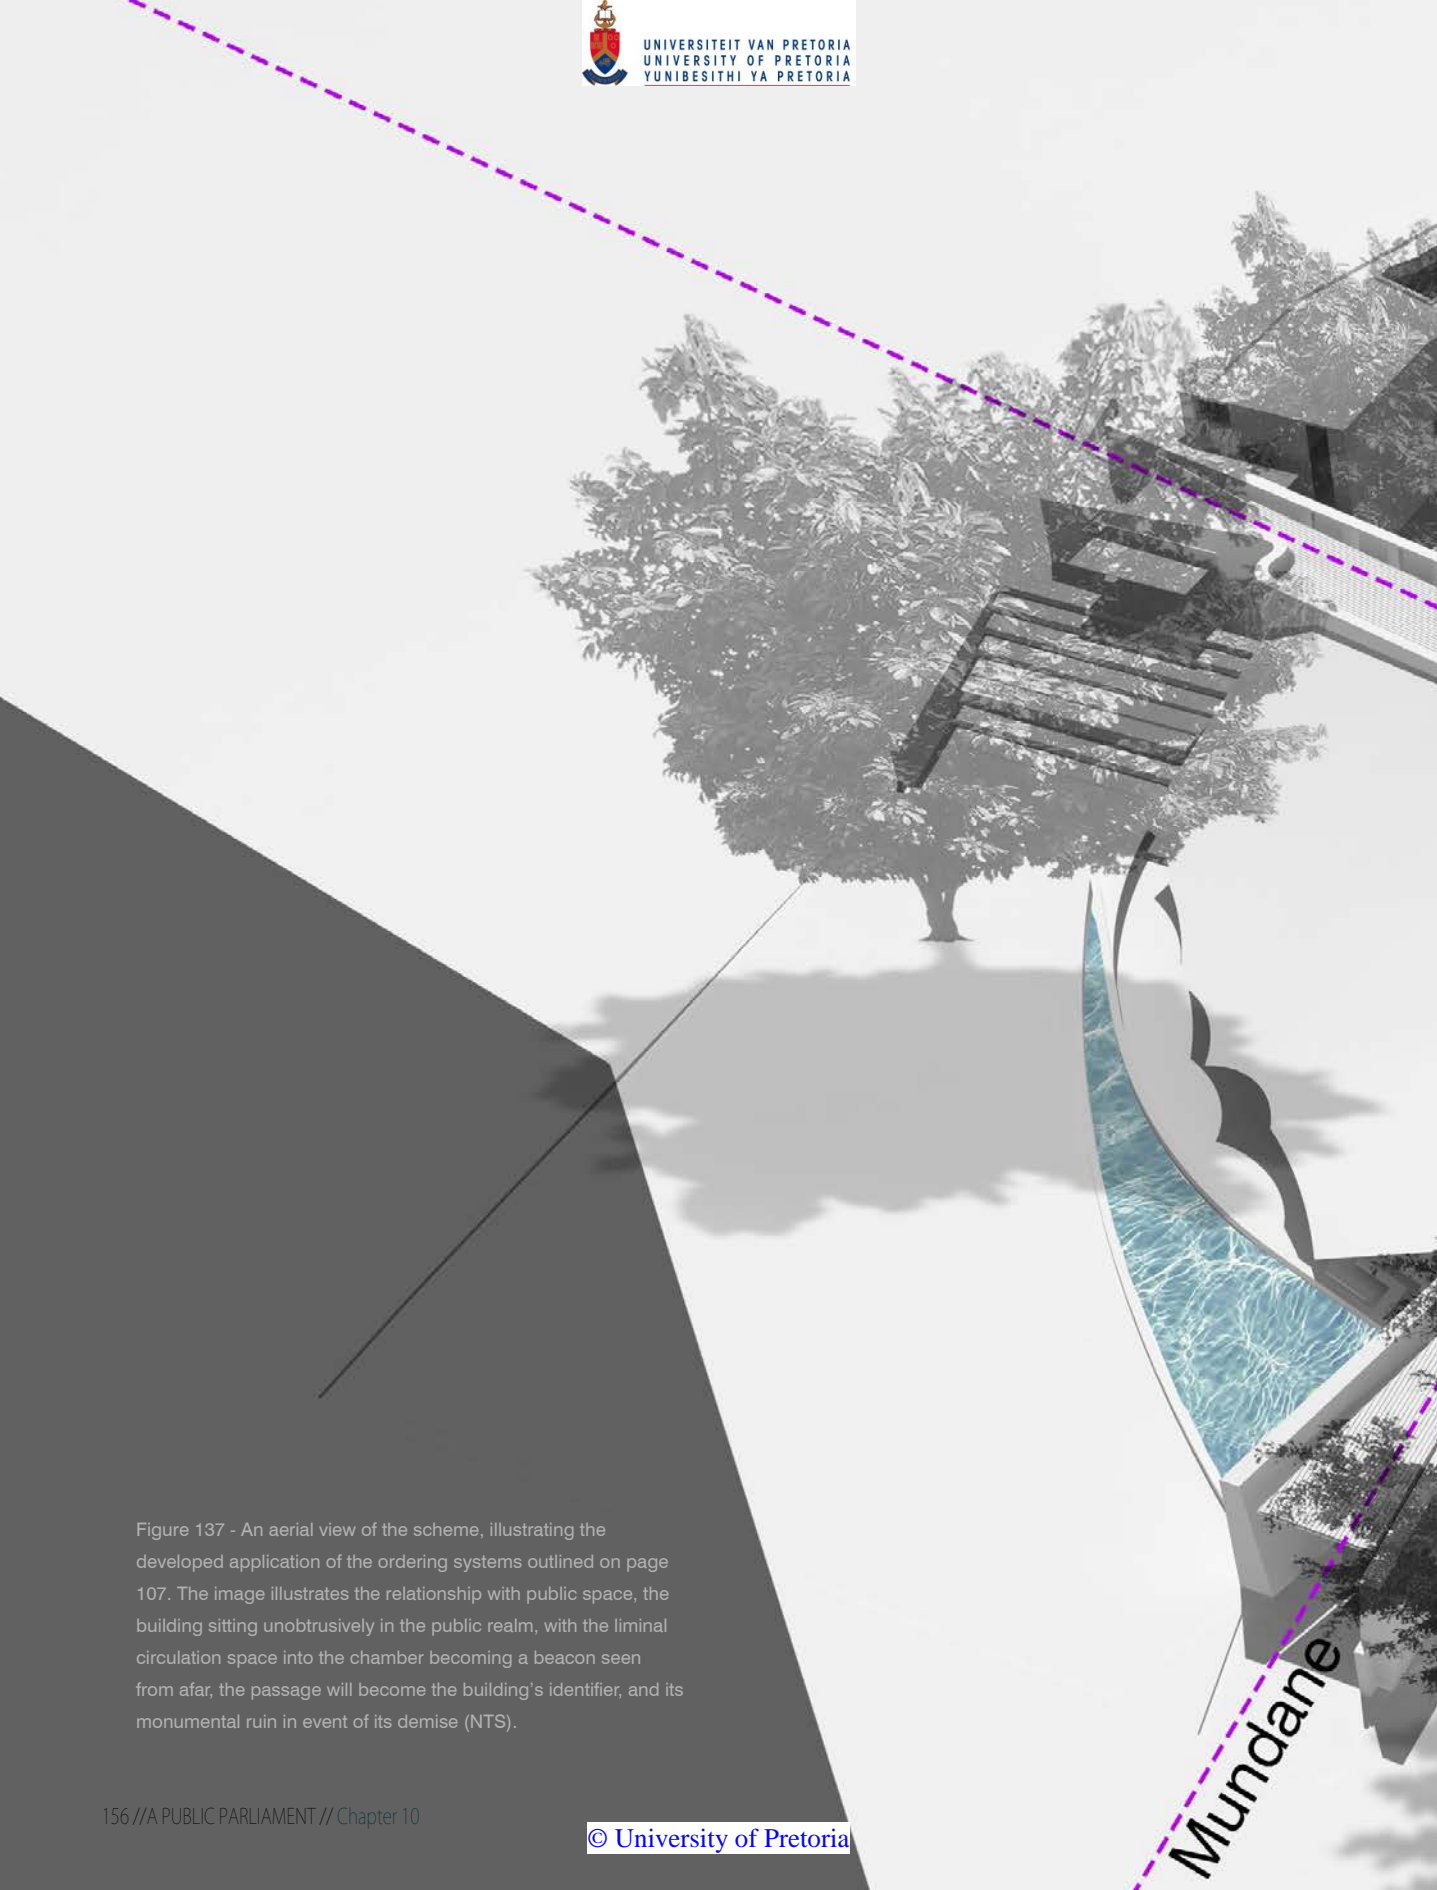 UNIVERSITEIT VAN PRETORIA
UNIVERSITY OF PRETORIA
YUNIBESITHI YA PRETORIA
Mundane
Figure 137 - An aerial view of the scheme, illustrating the
developed application of the ordering systems outlined on page
107. The image illustrates the relationship with public space, the
building sitting unobtrusively in the public realm, with the liminal
circulation space into the chamber becoming a beacon seen
from afar, the passage will become the building's identifier, and its
monumental ruin in event of its demise (NTS).
156 //A PUBLIC PARLIAMENT // Chapter 10
© University of Pretoria